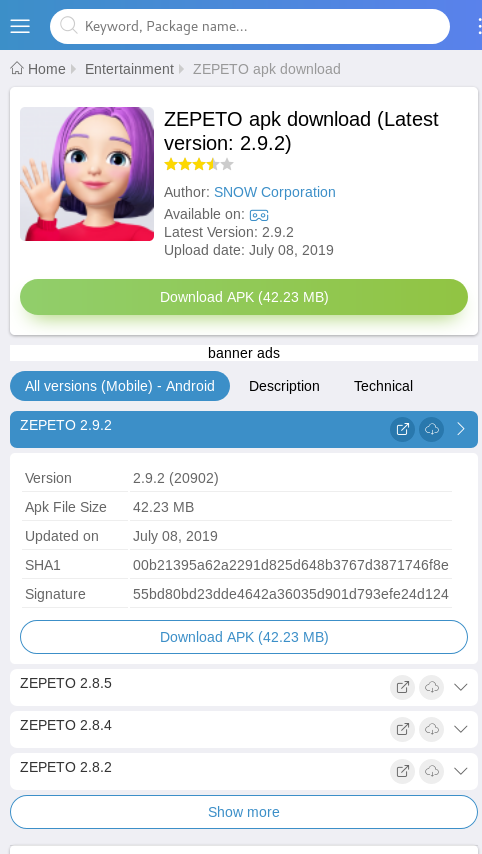 Keyword, Package name...
Home Entertainment ZEPETO apk download
ZEPETO apk download (Latest
version: 2.9.2)
Author: SNOW Corporation
Available on:
Latest Version: 2.9.2
Upload date: July 08, 2019
Download APK (42.23 MB)
banner ads
All versions (Mobile) - Android Description Technical
ZEPETO 2.9.2
Version 2.9.2 (20902)
Apk File Size 42.23 MB
Updated on July 08, 2019
SHA1 00b21395a62a2291d825d648b3767d3871746f8e
Signature 55bd80bd23dde4642a36035d901d793efe24d124
Download APK (42.23 MB)
ZEPETO 2.8.5
ZEPETO 2.8.4
ZEPETO 2.8.2
Show more